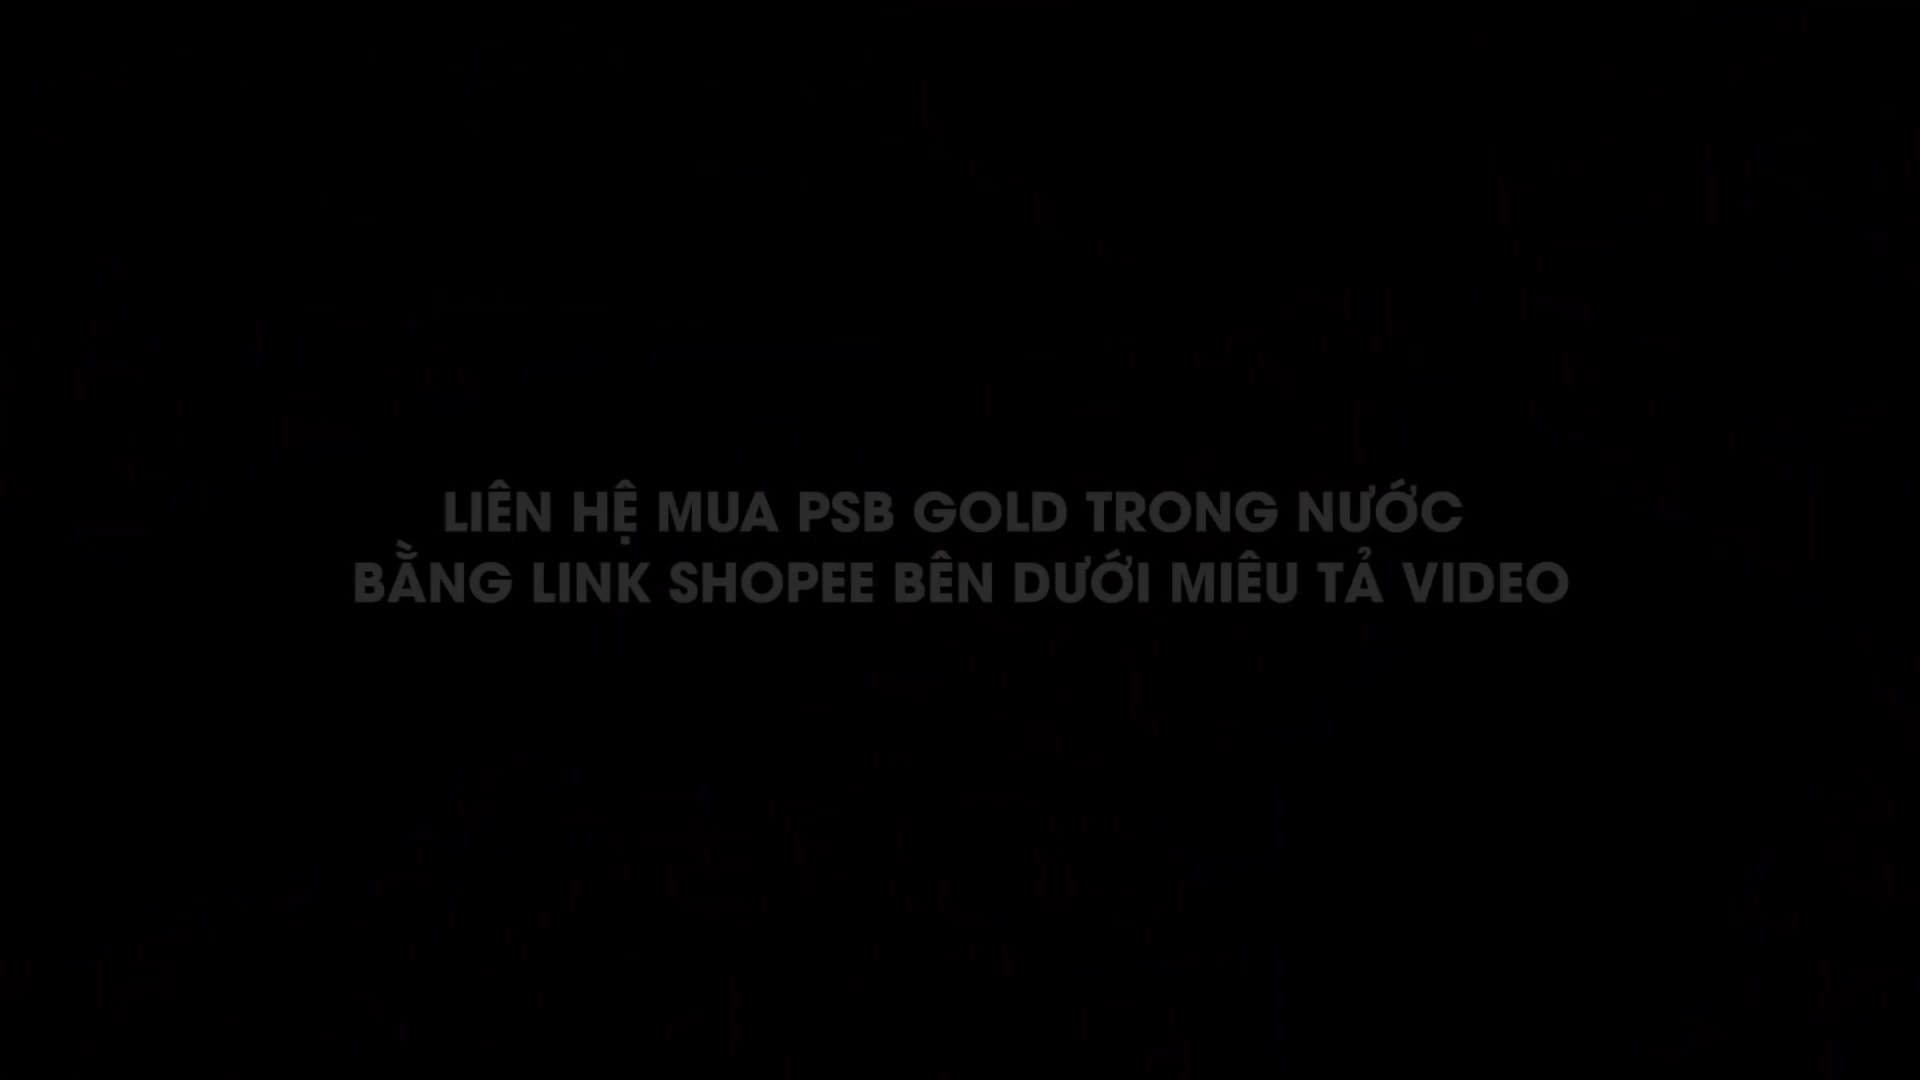 LIÊN HỆ MUA PSB GOLD TRONG NƯỚC
BẰNG LINK SHOPEE BÊN DƯỚI MIÊU TẢ VIDEO